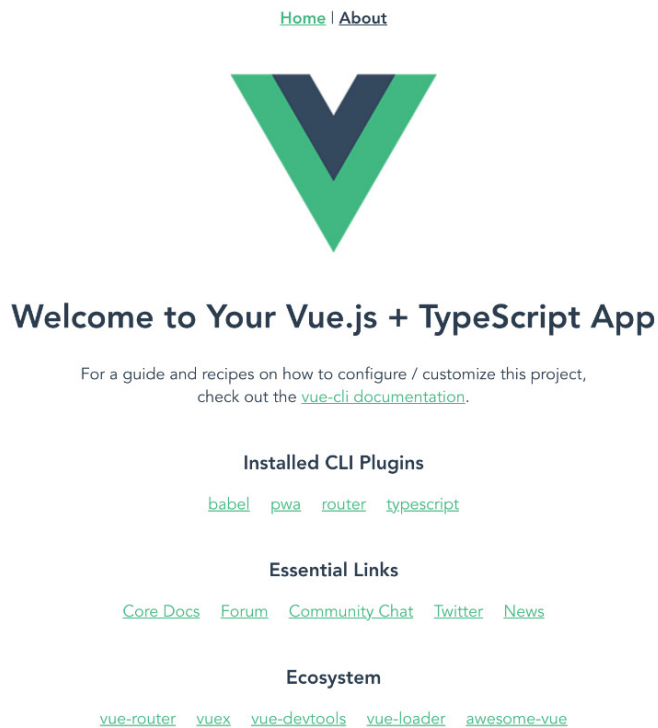 Home | About
Welcome to Your Vue.js + TypeScript App
For a guide and recipes on how to configure / customize this project,
check out the vue-cli documentation.
Installed CLI Plugins
babel pwa router typescript
Essential Links
Core Docs Forum Community Chat Twitter News
Ecosystem
vue-router vuex vue-devtools vue-loader awesome-vue